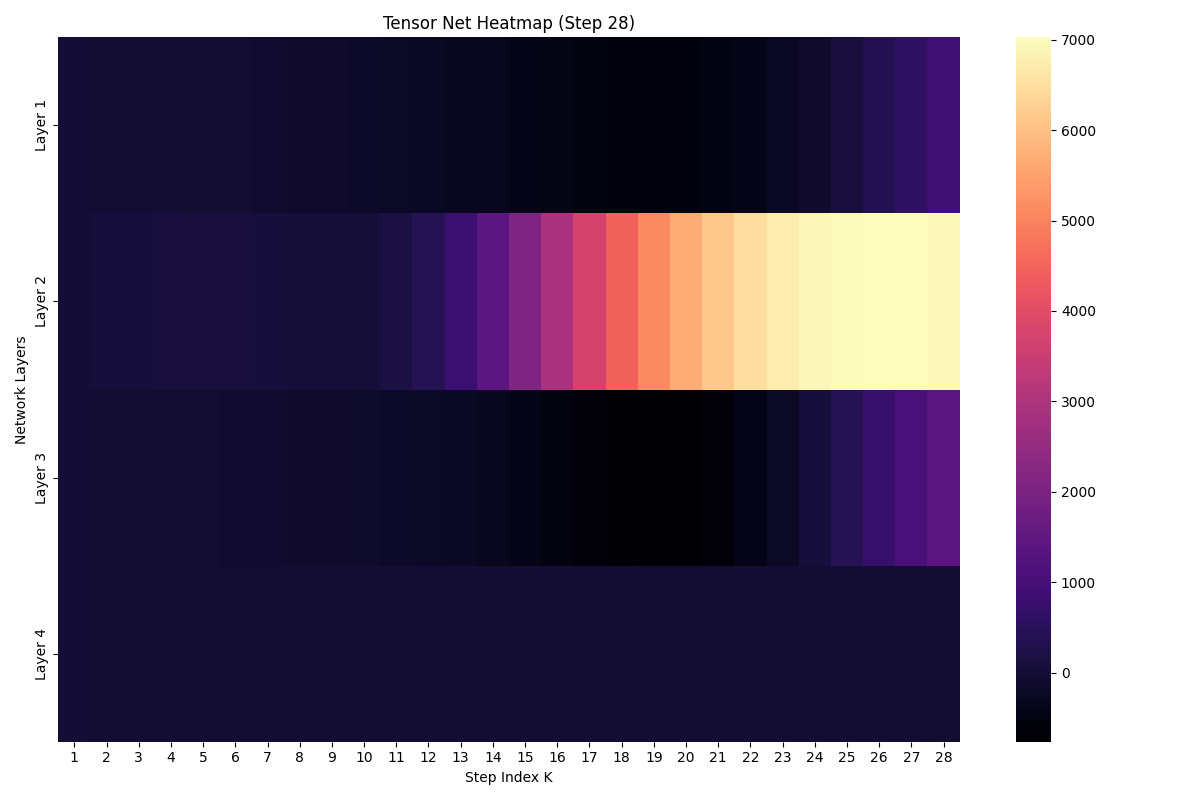 Tensor Net Heatmap (Step 28)
Network Layers
Layer 1
Layer 2
Layer 3
Layer 4
1 2 3 4 5 6 7 8 9 10 11 12 13 14 15 16 17 18 19 20 21 22 23 24 25 26 27 28
Step Index K
7000
6000
5000
4000
3000
2000
1000
0